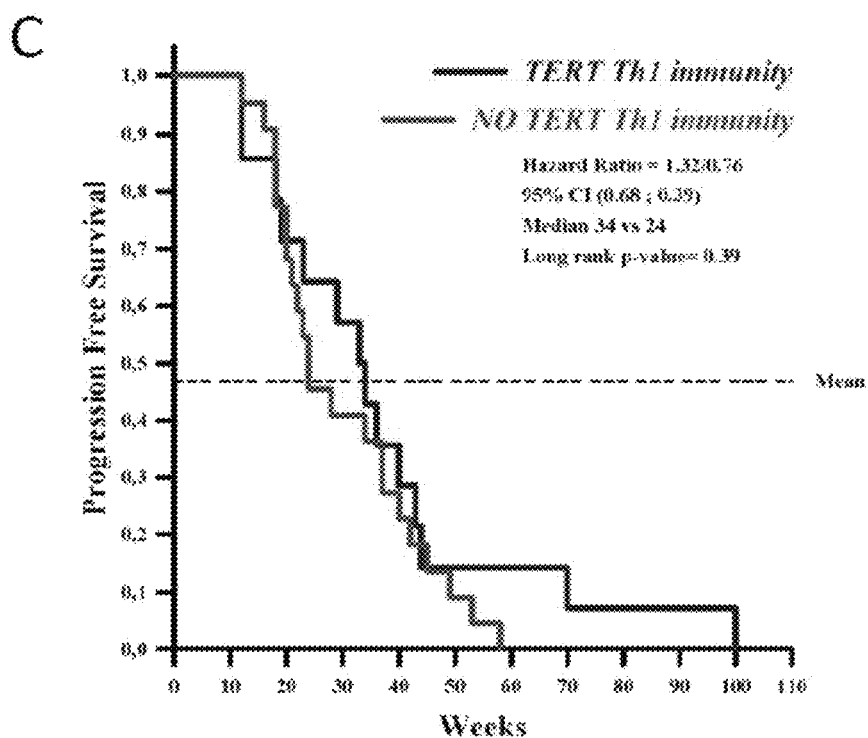 C
TERT Th1 immunity
NO TERT Th1 immunity
Hazard Ratio = 1.32/0.76
95% CI (0.68 ; 0.39)
Median 34 vs 24
Long rank p-value= 0.39
Progression Free Survival
1,0
0,9
0,8
0,7
0,6
0,5
0,4
0,3
0,2
0,1
0,0
Mean
0 10 20 30 40 50 60 70 80 90 100 110
Weeks